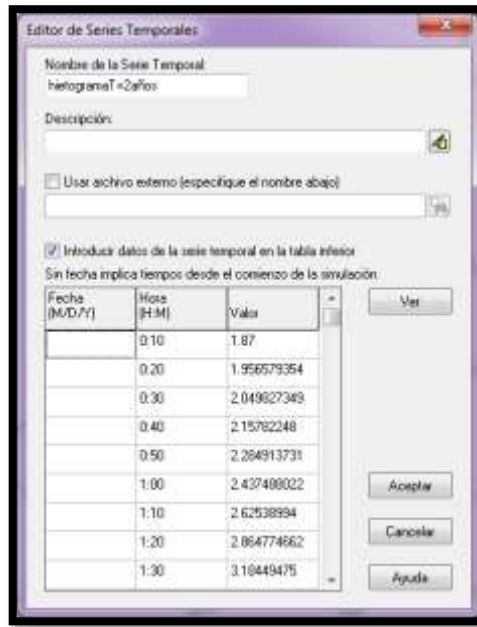 Editor de Series Temporales
Nombre de la Serie Temporal:
hietogramaT=2años
Descripción:
Usar archivo externo (especifique el nombre abajo)
Introducir datos de la serie temporal en la tabla inferior
Sin fecha implica tiempos desde el comienzo de la simulación.
Fecha (M/D/Y) Hora (H:M) Valor
0:10 1.87
0:20 1.956579354
0:30 2.049827349
0:40 2.15782248
0:50 2.284913731
1:00 2.437488022
1:10 2.62538994
1:20 2.864774662
1:30 3.18449475
Ver
Aceptar
Cancelar
Ayuda